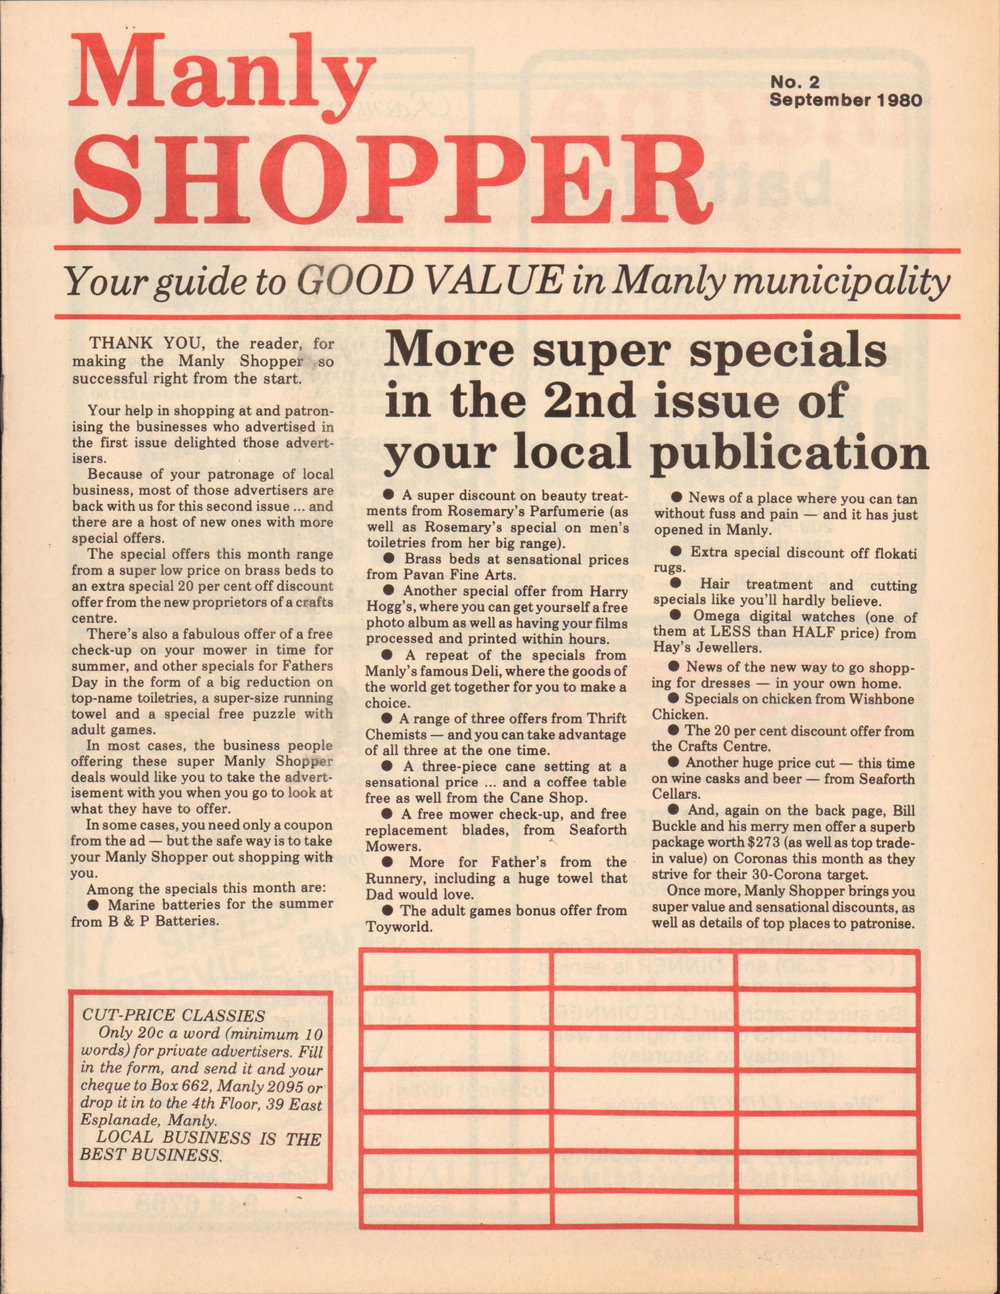 Manly
SHOPPER
No. 2
September 1980
Your guide to GOOD VALUE in Manly municipality
THANK YOU, the reader, for
making the Manly Shopper so
successful right from the start.
Your help in shopping at and patron-
ising the businesses who advertised in
the first issue delighted those advert-
isers.
Because of your patronage of local
business, most of those advertisers are
back with us for this second issue ... and
there are a host of new ones with more
special offers.
The special offers this month range
from a super low price on brass beds to
an extra special 20 per cent off discount
offer from the new proprietors of a crafts
centre.
There's also a fabulous offer of a free
check-up on your mower in time for
summer, and other specials for Fathers
Day in the form of a big reduction on
top-name toiletries, a super-size running
towel and a special free puzzle with
adult games.
In most cases, the business people
offering these super Manly Shopper
deals would like you to take the advert-
isement with you when you go to look at
what they have to offer.
In some cases, you need only a coupon
from the ad — but the safe way is to take
your Manly Shopper out shopping with
you.
Among the specials this month are:
● Marine batteries for the summer
from B & P Batteries.
More super specials
in the 2nd issue of
your local publication
● A super discount on beauty treat-
ments from Rosemary's Parfumerie (as
well as Rosemary's special on men's
toiletries from her big range).
● Brass beds at sensational prices
from Pavan Fine Arts.
● Another special offer from Harry
Hogg's, where you can get yourself a free
photo album as well as having your films
processed and printed within hours.
● A repeat of the specials from
Manly's famous Deli, where the goods of
the world get together for you to make a
choice.
● A range of three offers from Thrift
Chemists — and you can take advantage
of all three at the one time.
● A three-piece cane setting at a
sensational price ... and a coffee table
free as well from the Cane Shop.
● A free mower check-up, and free
replacement blades, from Seaforth
Mowers.
● More for Father's from the
Runnery, including a huge towel that
Dad would love.
● The adult games bonus offer from
Toyworld.
● News of a place where you can tan
without fuss and pain — and it has just
opened in Manly.
● Extra special discount off flokati
rugs.
● Hair treatment and cutting
specials like you'll hardly believe.
● Omega digital watches (one of
them at LESS than HALF price) from
Hay's Jewellers.
● News of the new way to go shopp-
ing for dresses — in your own home.
● Specials on chicken from Wishbone
Chicken.
● The 20 per cent discount offer from
the Crafts Centre.
● Another huge price cut — this time
on wine casks and beer — from Seaforth
Cellars.
● And, again on the back page, Bill
Buckle and his merry men offer a superb
package worth $273 (as well as top trade-
in value) on Coronas this month as they
strive for their 30-Corona target.
Once more, Manly Shopper brings you
super value and sensational discounts, as
well as details of top places to patronise.
CUT-PRICE CLASSIES
Only 20c a word (minimum 10
words) for private advertisers. Fill
in the form, and send it and your
cheque to Box 662, Manly 2095 or
drop it in to the 4th Floor, 39 East
Esplanade, Manly.
LOCAL BUSINESS IS THE
BEST BUSINESS.